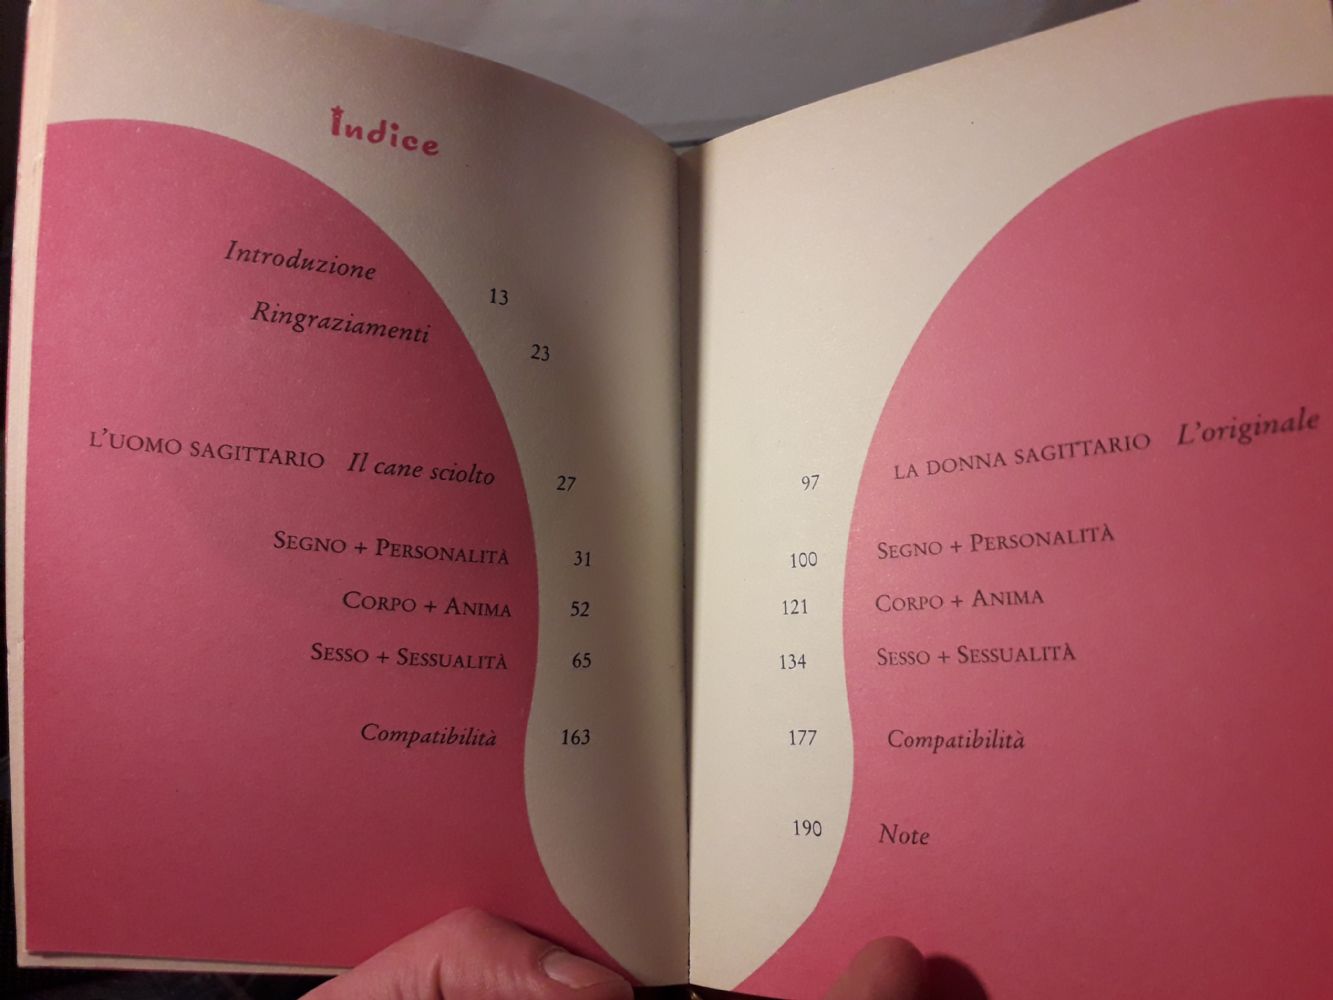 Indice
Introduzione 13
Ringraziamenti 23
L'UOMO SAGITTARIO Il cane sciolto 27
SEGNO + PERSONALITÀ 31
CORPO + ANIMA 52
SESSO + SESSUALITÀ 65
Compatibilità 163
97 LA DONNA SAGITTARIO L'originale
100 SEGNO + PERSONALITÀ
121 CORPO + ANIMA
134 SESSO + SESSUALITÀ
177 Compatibilità
190 Note